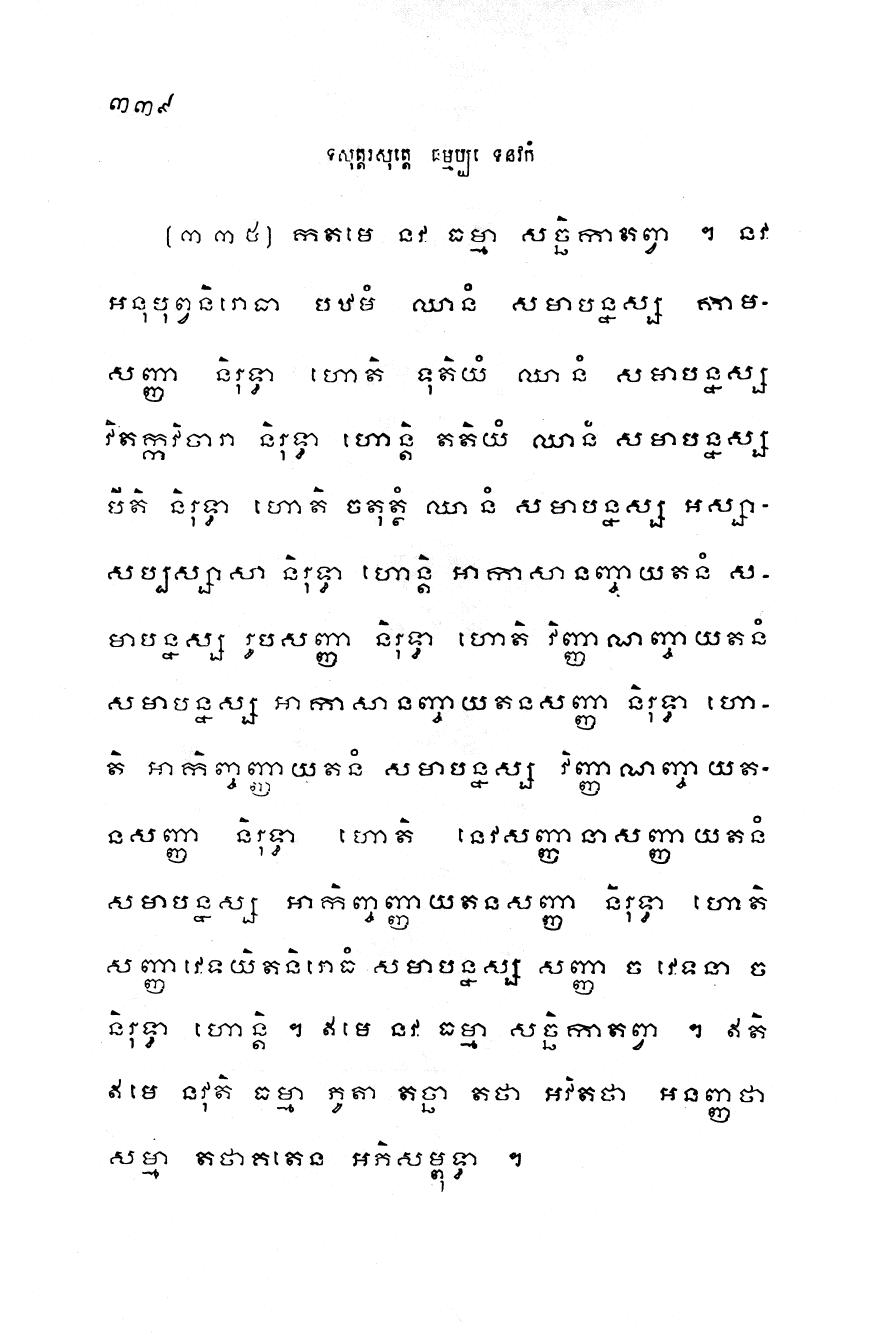 ៣៣៩
ទសុត្តរសុត្តេ ធម្មប្បភេទនវកំ
(៣៣៥) កតមេ នវ ធម្មា សច្ឆិកាតព្វា ។ នវ
អនុបុព្វនិរោធា បឋមំ ឈានំ សមាបន្នស្ស កាម-
សញ្ញា និរុទ្ធា ហោតិ ទុតិយំ ឈានំ សមាបន្នស្ស
វិតក្កវិចារា និរុទ្ធា ហោន្តិ តតិយំ ឈានំ សមាបន្នស្ស
បីតិ និរុទ្ធា ហោតិ ចតុត្ថំ ឈានំ សមាបន្នស្ស អស្សា-
សប្បស្សាសា និរុទ្ធា ហោន្តិ អាកាសានញ្ចាយតនំ ស-
មាបន្នស្ស រូបសញ្ញា និរុទ្ធា ហោតិ វិញ្ញាណញ្ចាយតនំ
សមាបន្នស្ស អាកាសានញ្ចាយតនសញ្ញា និរុទ្ធា ហោ-
តិ អាកិញ្ចញ្ញាយតនំ សមាបន្នស្ស វិញ្ញាណញ្ចាយត-
នសញ្ញា និរុទ្ធា ហោតិ នេវសញ្ញានាសញ្ញាយតនំ
សមាបន្នស្ស អាកិញ្ចញ្ញាយតនសញ្ញា និរុទ្ធា ហោតិ
សញ្ញាវេទយិតនិរោធំ សមាបន្នស្ស សញ្ញា ច វេទនា ច
និរុទ្ធា ហោន្តិ ។ ឥមេ នវ ធម្មា សច្ឆិកាតព្វា ។ ឥតិ
ឥមេ នវុតិ ធម្មា ភូតា តច្ឆា តថា អវិតថា អនញ្ញថា
សម្មា តថាគតេន អភិសម្ពុទ្ធា ។